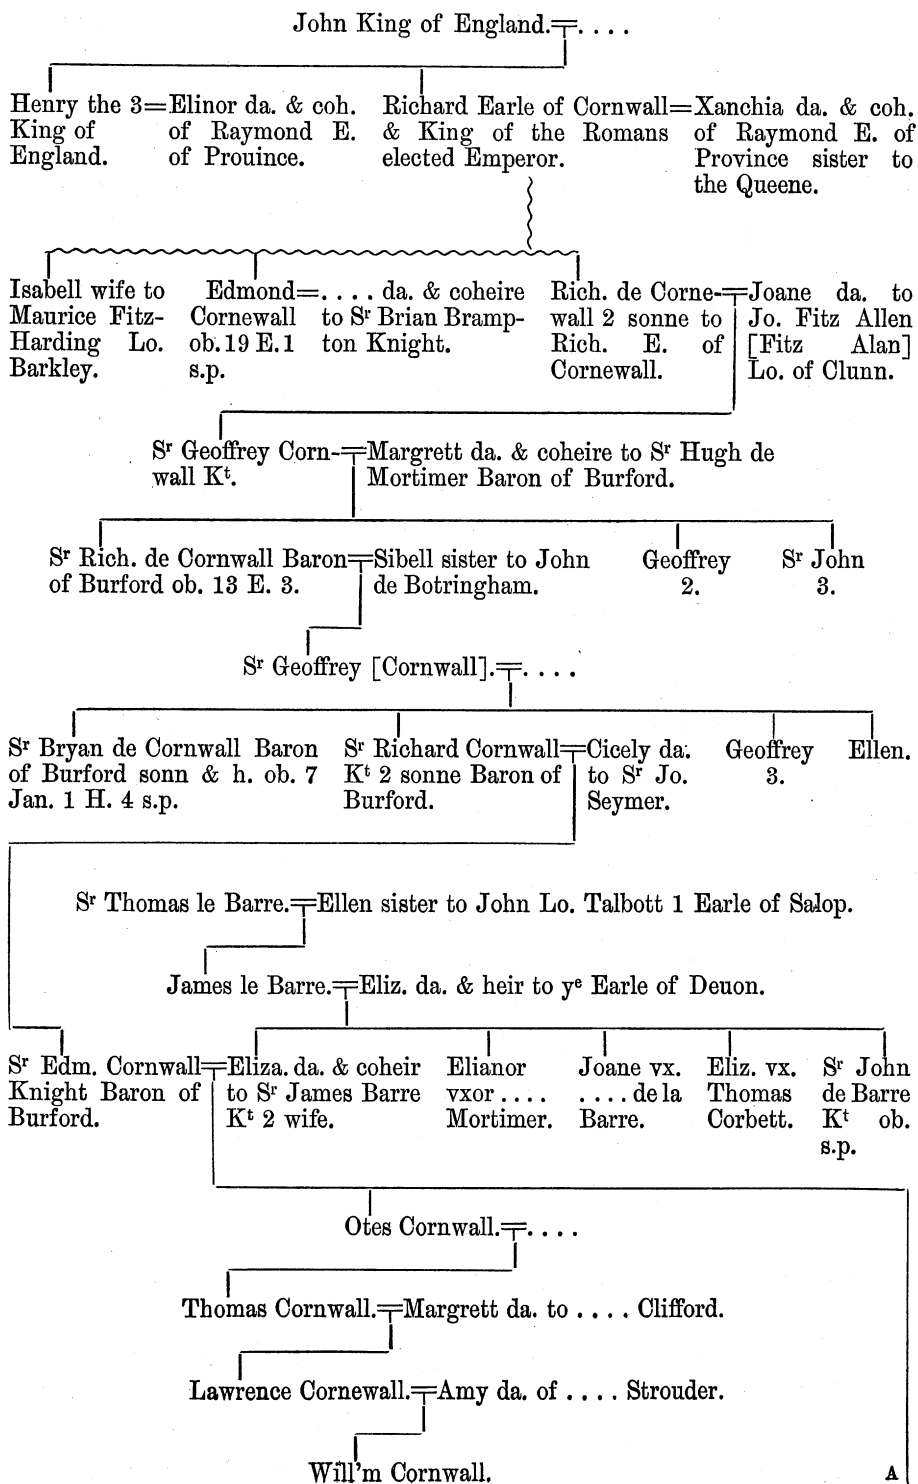 John King of England.=. . . .
Henry the 3=Elinor da. & coh.
King of of Raymond E.
England. of Prouince.
Richard Earle of Cornwall=Xanchia da. & coh.
& King of the Romans of Raymond E. of
elected Emperor. Province sister to
the Queene.
Isabell wife to
Maurice Fitz-
Harding Lo.
Barkley.
Edmond=. . . . da. & coheire
Cornewall to Sʳ Brian Bramp-
ob. 19 E. 1 ton Knight.
s.p.
Rich. de Corne-=Joane da. to
wall 2 sonne to Jo. Fitz Allen
Rich. E. of [Fitz Alan]
Cornewall. Lo. of Clunn.
Sʳ Geoffrey Corn-=Margrett da. & coheire to Sʳ Hugh de
wall Kᵗ. Mortimer Baron of Burford.
Sʳ Rich. de Cornwall Baron=Sibell sister to John
of Burford ob. 13 E. 3. de Botringham.
Geoffrey
2.
Sʳ John
3.
Sʳ Geoffrey [Cornwall].=. . . .
Sʳ Bryan de Cornwall Baron
of Burford sonn & h. ob. 7
Jan. 1 H. 4 s.p.
Sʳ Richard Cornwall=Cicely da.
Kᵗ 2 sonne Baron of to Sʳ Jo.
Burford. Seymer.
Geoffrey
3.
Ellen.
Sʳ Thomas le Barre.=Ellen sister to John Lo. Talbott 1 Earle of Salop.
James le Barre.=Eliz. da. & heir to yᵉ Earle of Deuon.
Sʳ Edm. Cornwall=Eliza. da. & coheir
Knight Baron of to Sʳ James Barre
Burford. Kᵗ 2 wife.
Elianor
vxor . . . .
Mortimer.
Joane vx.
. . . . de la
Barre.
Eliz. vx.
Thomas
Corbett.
Sʳ John
de Barre
Kᵗ ob.
s.p.
Otes Cornwall.=. . . .
Thomas Cornwall.=Margrett da. to . . . . Clifford.
Lawrence Cornewall.=Amy da. of . . . . Strouder.
Will'm Cornwall.
A